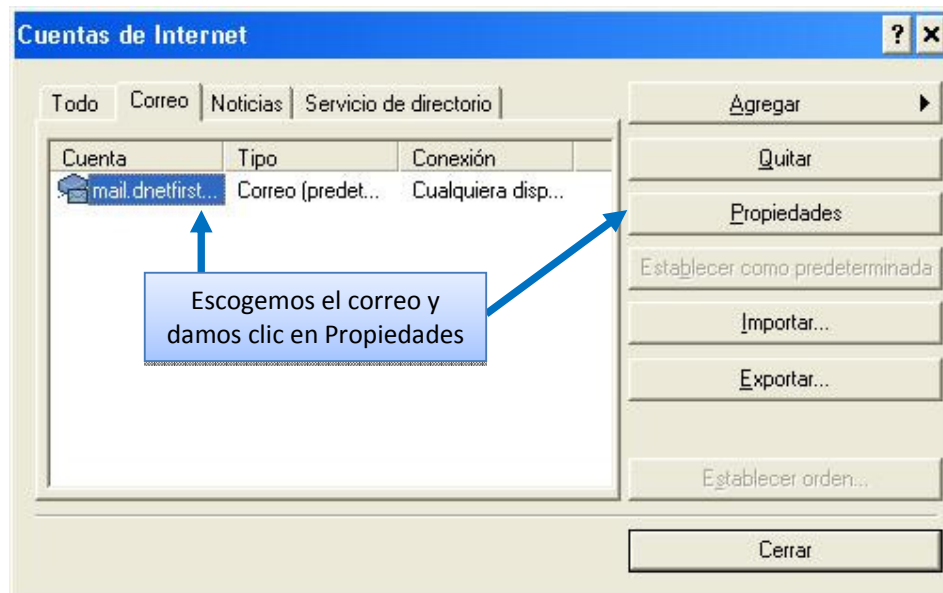 Cuentas de Internet
? ×
Todo Correo Noticias Servicio de directorio
Cuenta Tipo Conexión
mail.dnetfirst... Correo (predet... Cualquiera disp...
Escogemos el correo y
damos clic en Propiedades
Agregar
Quitar
Propiedades
Establecer como predeterminada
Importar...
Exportar...
Establecer orden...
Cerrar